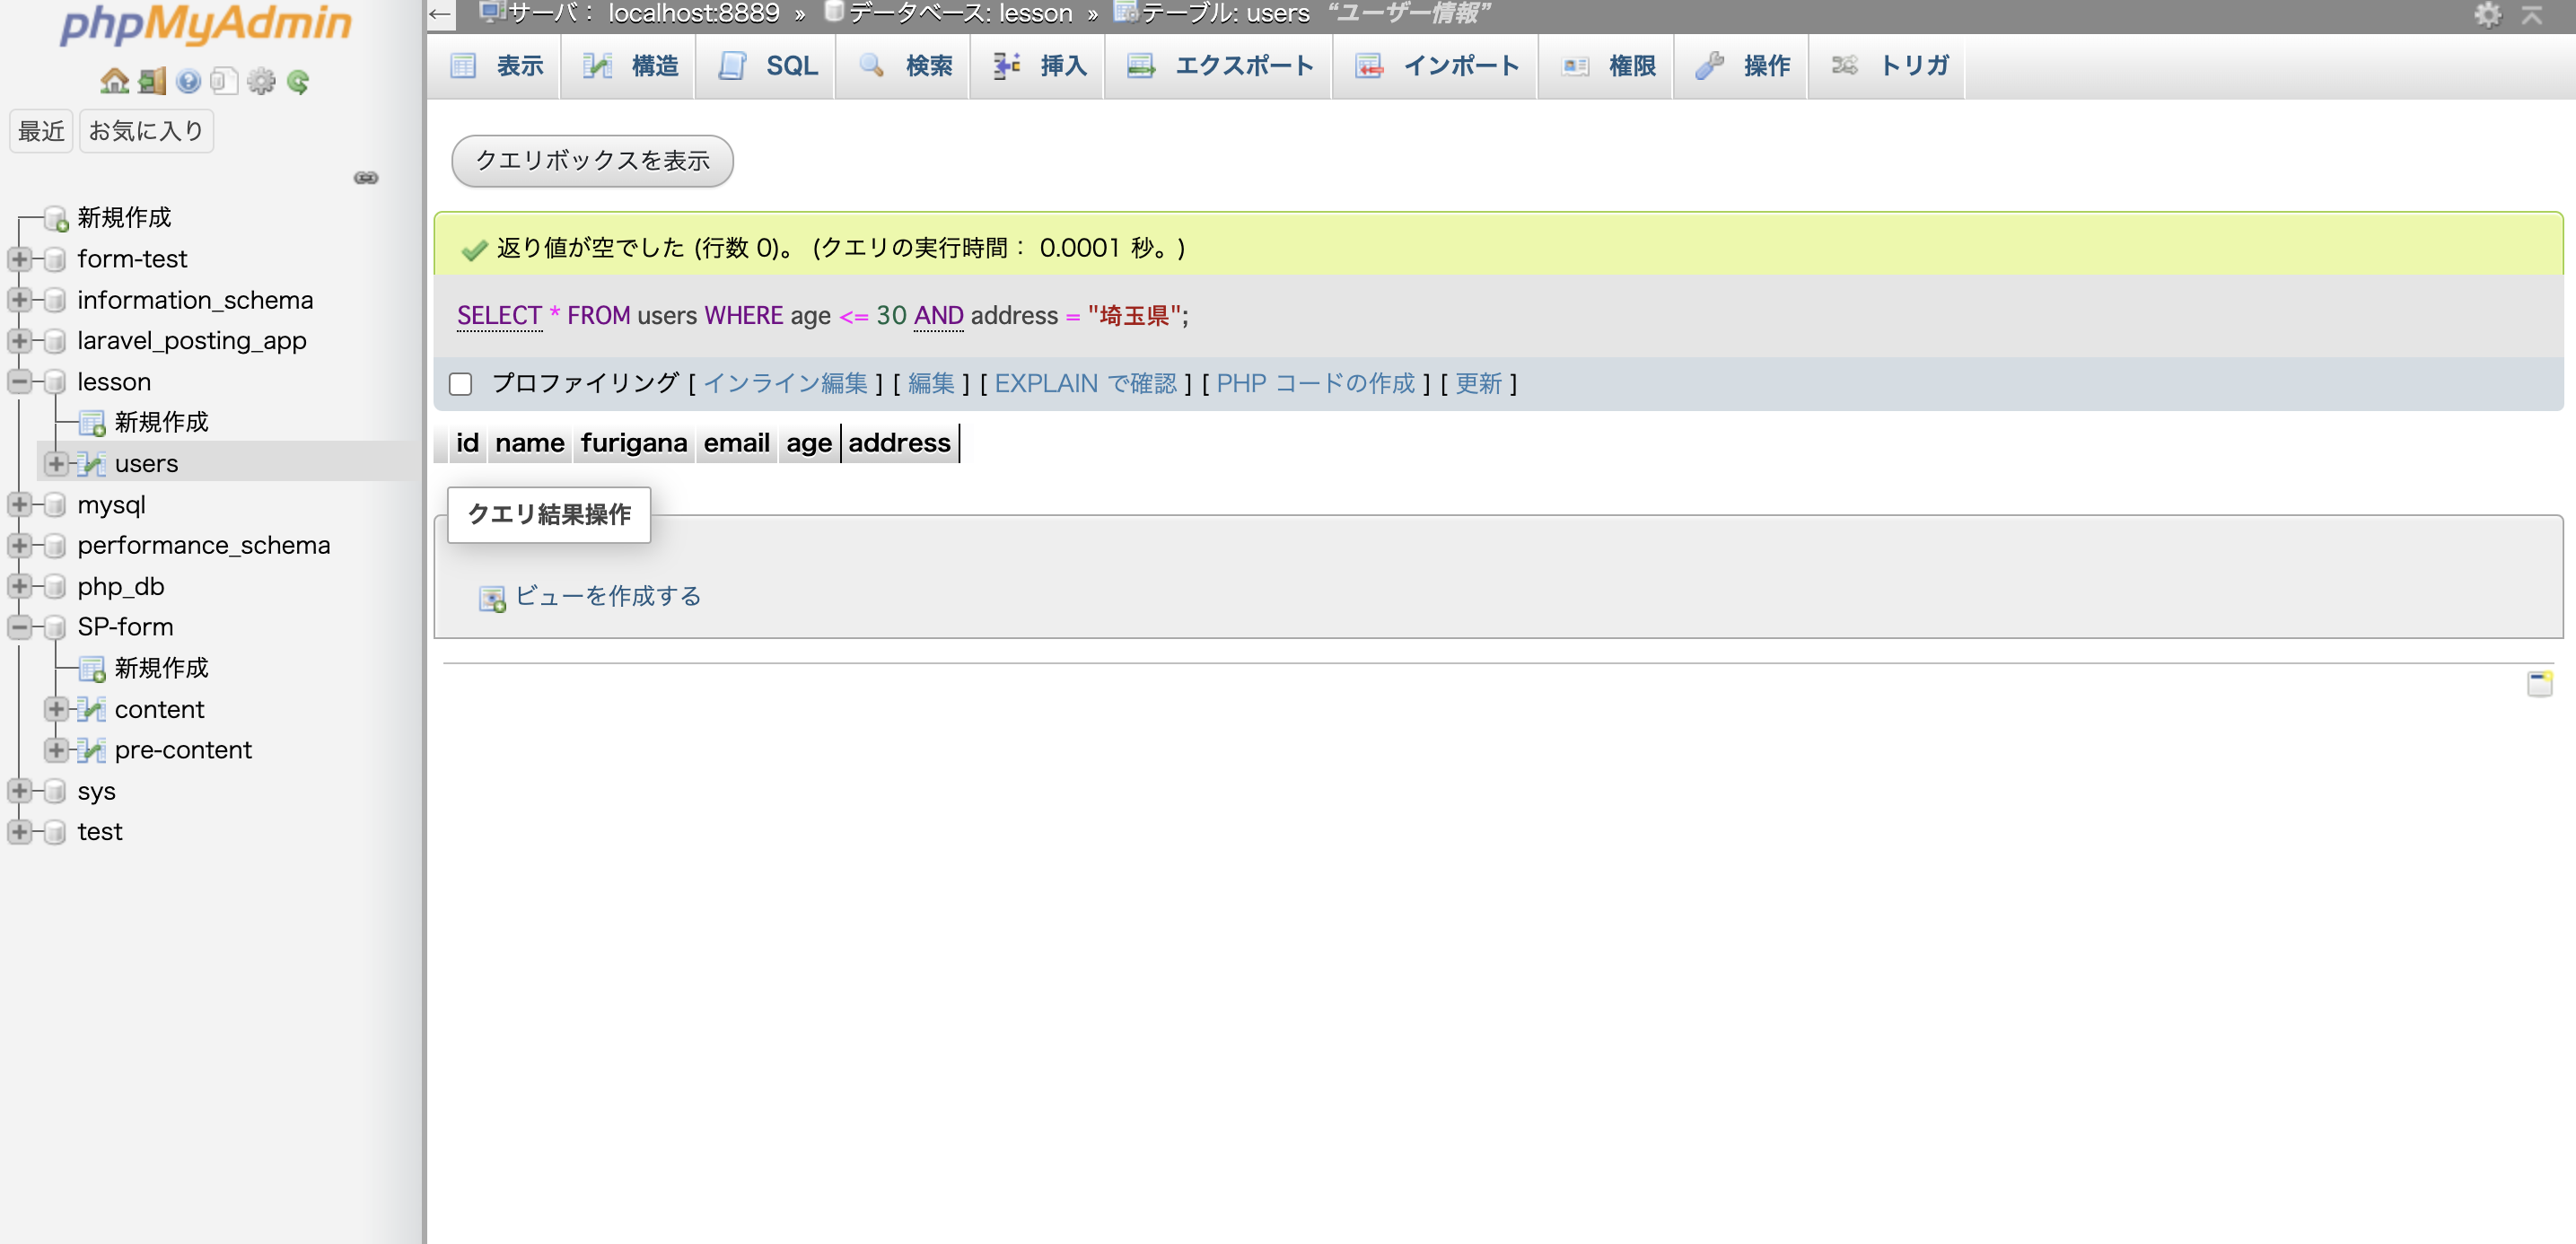 phpMyAdmin
最近 お気に入り
新規作成
form-test
information_schema
laravel_posting_app
lesson
新規作成
users
mysql
performance_schema
php_db
SP-form
新規作成
content
pre-content
sys
test
← サーバ： localhost:8889 » データベース: lesson » テーブル: users “ユーザー情報”
表示 構造 SQL 検索 挿入 エクスポート インポート 権限 操作 トリガ
クエリボックスを表示
返り値が空でした (行数 0)。 (クエリの実行時間： 0.0001 秒。)
SELECT * FROM users WHERE age <= 30 AND address = "埼玉県";
プロファイリング [ インライン編集 ] [ 編集 ] [ EXPLAIN で確認 ] [ PHP コードの作成 ] [ 更新 ]
id name furigana email age address
クエリ結果操作
ビューを作成する